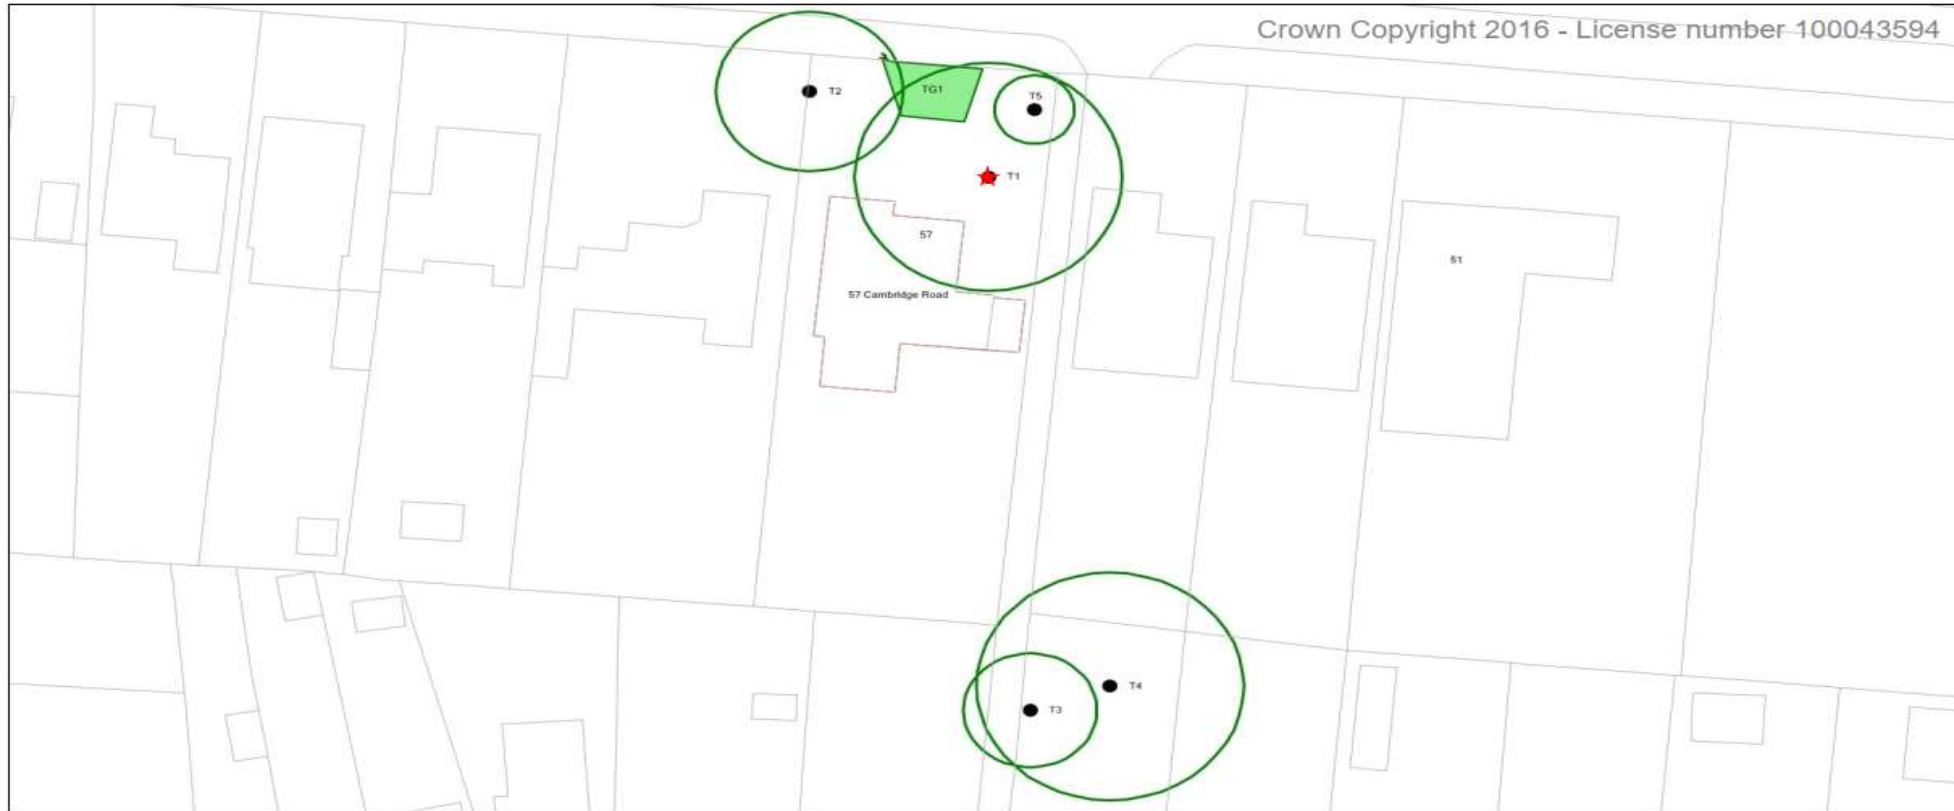 Crown Copyright 2016 - License number 100043594
T2
TG1
T5
T1
57
51
57 Cambridge Road
T4
T3